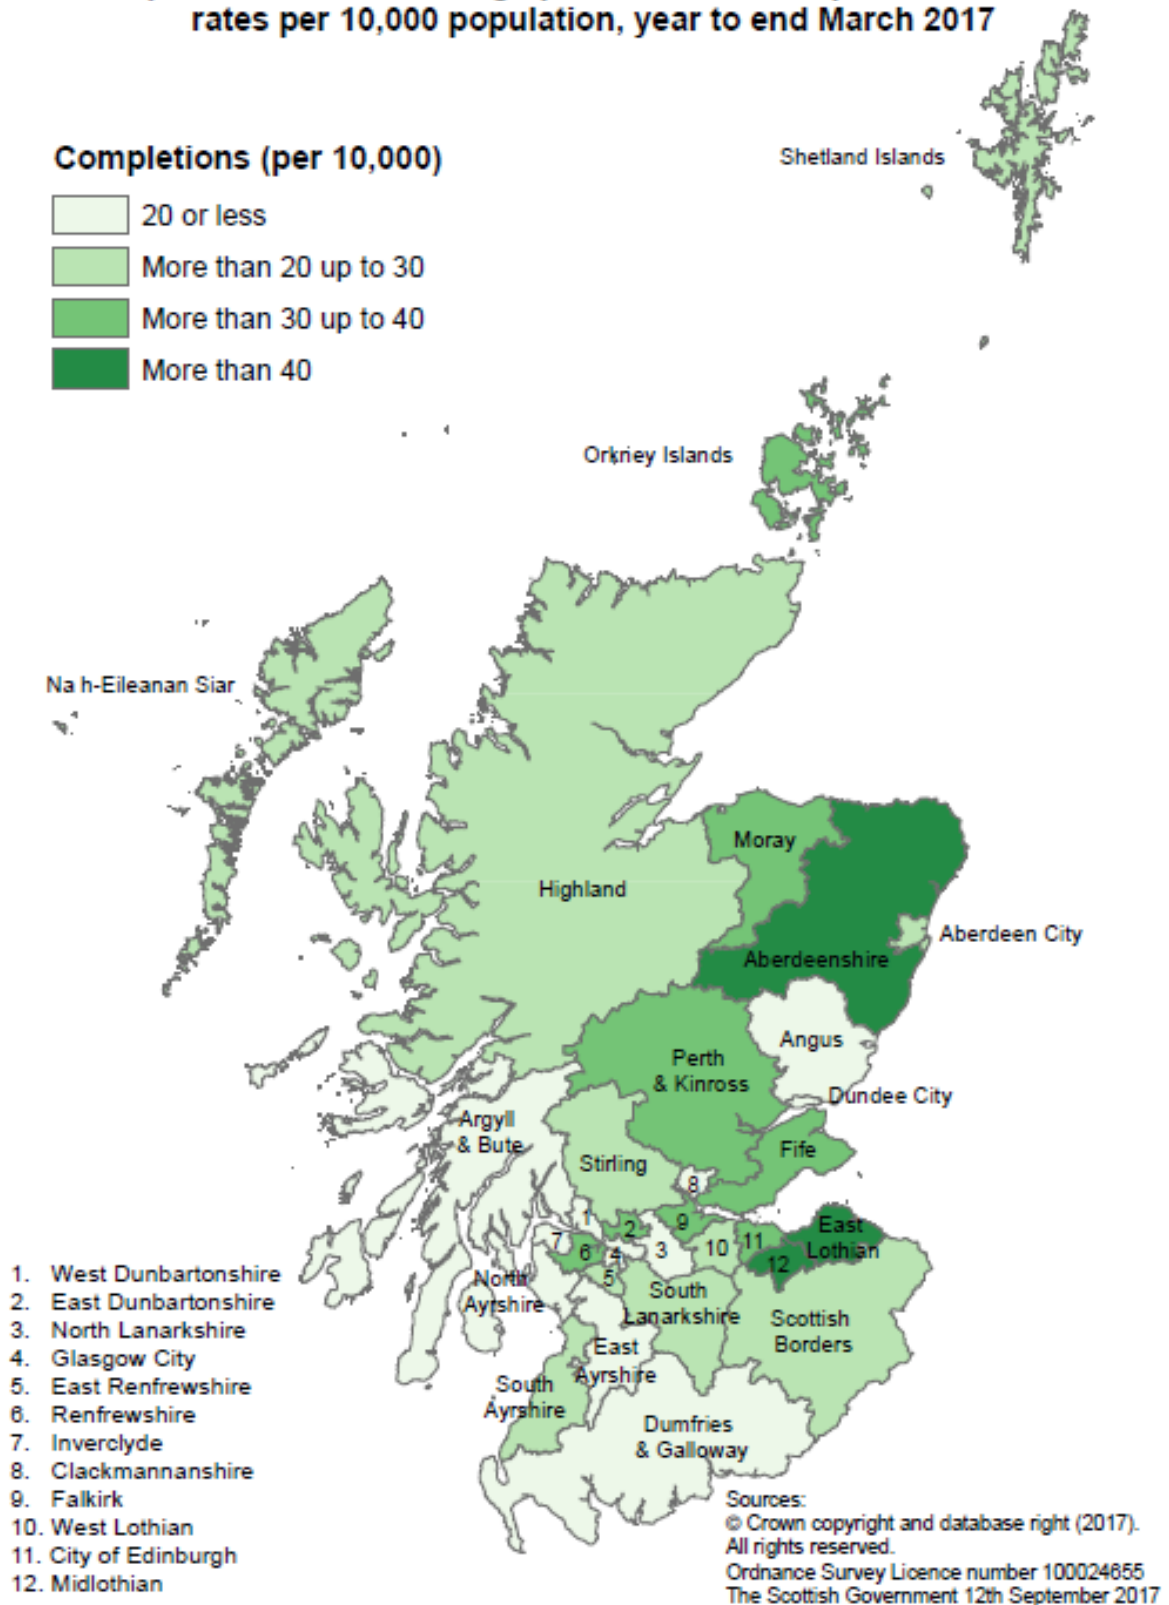 rates per 10,000 population, year to end March 2017
Completions (per 10,000)
20 or less
More than 20 up to 30
More than 30 up to 40
More than 40
Shetland Islands
Orkney Islands
Na h-Eileanan Siar
Moray
Highland
Aberdeen City
Aberdeenshire
Angus
Perth
& Kinross
Dundee City
Argyll
& Bute
Fife
Stirling
8
1
2
9
East
Lothian
7
6
4
3
10
11
12
5
North
Ayrshire
South
Lanarkshire
Scottish
Borders
East
Ayrshire
South
Ayrshire
Dumfries
& Galloway
1. West Dunbartonshire
2. East Dunbartonshire
3. North Lanarkshire
4. Glasgow City
5. East Renfrewshire
6. Renfrewshire
7. Inverclyde
8. Clackmannanshire
9. Falkirk
10. West Lothian
11. City of Edinburgh
12. Midlothian
Sources:
© Crown copyright and database right (2017).
All rights reserved.
Ordnance Survey Licence number 100024655
The Scottish Government 12th September 2017